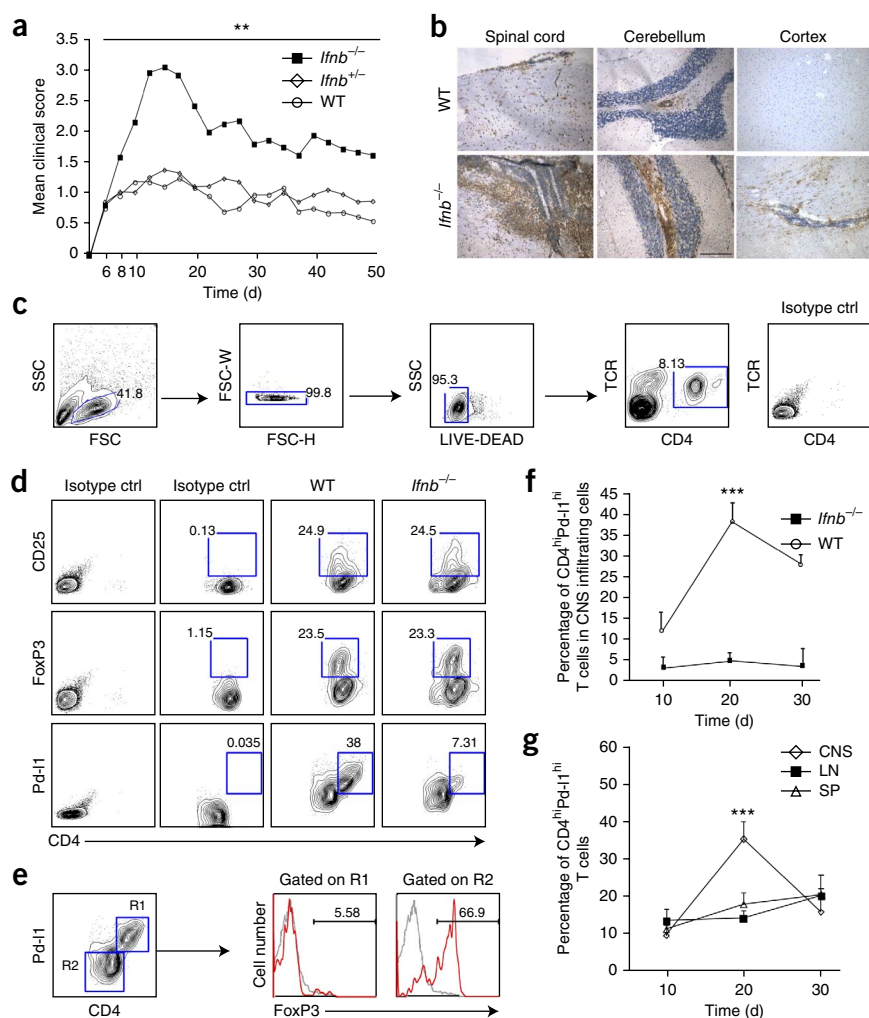 a
**
3.5
3.0
2.5
2.0
1.5
1.0
0.5
0
Mean clinical score
Ifnb–/–
Ifnb+/–
WT
6 8 10 20 30 40 50
Time (d)
b
Spinal cord Cerebellum Cortex
WT
Ifnb–/–
c
Isotype ctrl
SSC
41.8
FSC
FSC-W
99.8
FSC-H
SSC
95.3
LIVE-DEAD
TCR
8.13
CD4
TCR
CD4
d
Isotype ctrl Isotype ctrl WT Ifnb–/–
CD25
0.13 24.9 24.5
FoxP3
1.15 23.5 23.3
Pd-l1
0.035 38 7.31
CD4
e
Pd-l1
R1
R2
CD4
Gated on R1 Gated on R2
Cell number
5.58 66.9
FoxP3
f
Percentage of CD4hiPd-l1hi
T cells in CNS infiltrating cells
45
40
35
30
25
20
15
10
5
0
***
Ifnb–/–
WT
10 20 30
Time (d)
g
Percentage of CD4hiPd-l1hi
T cells
60
50
40
30
20
10
0
***
CNS
LN
SP
10 20 30
Time (d)